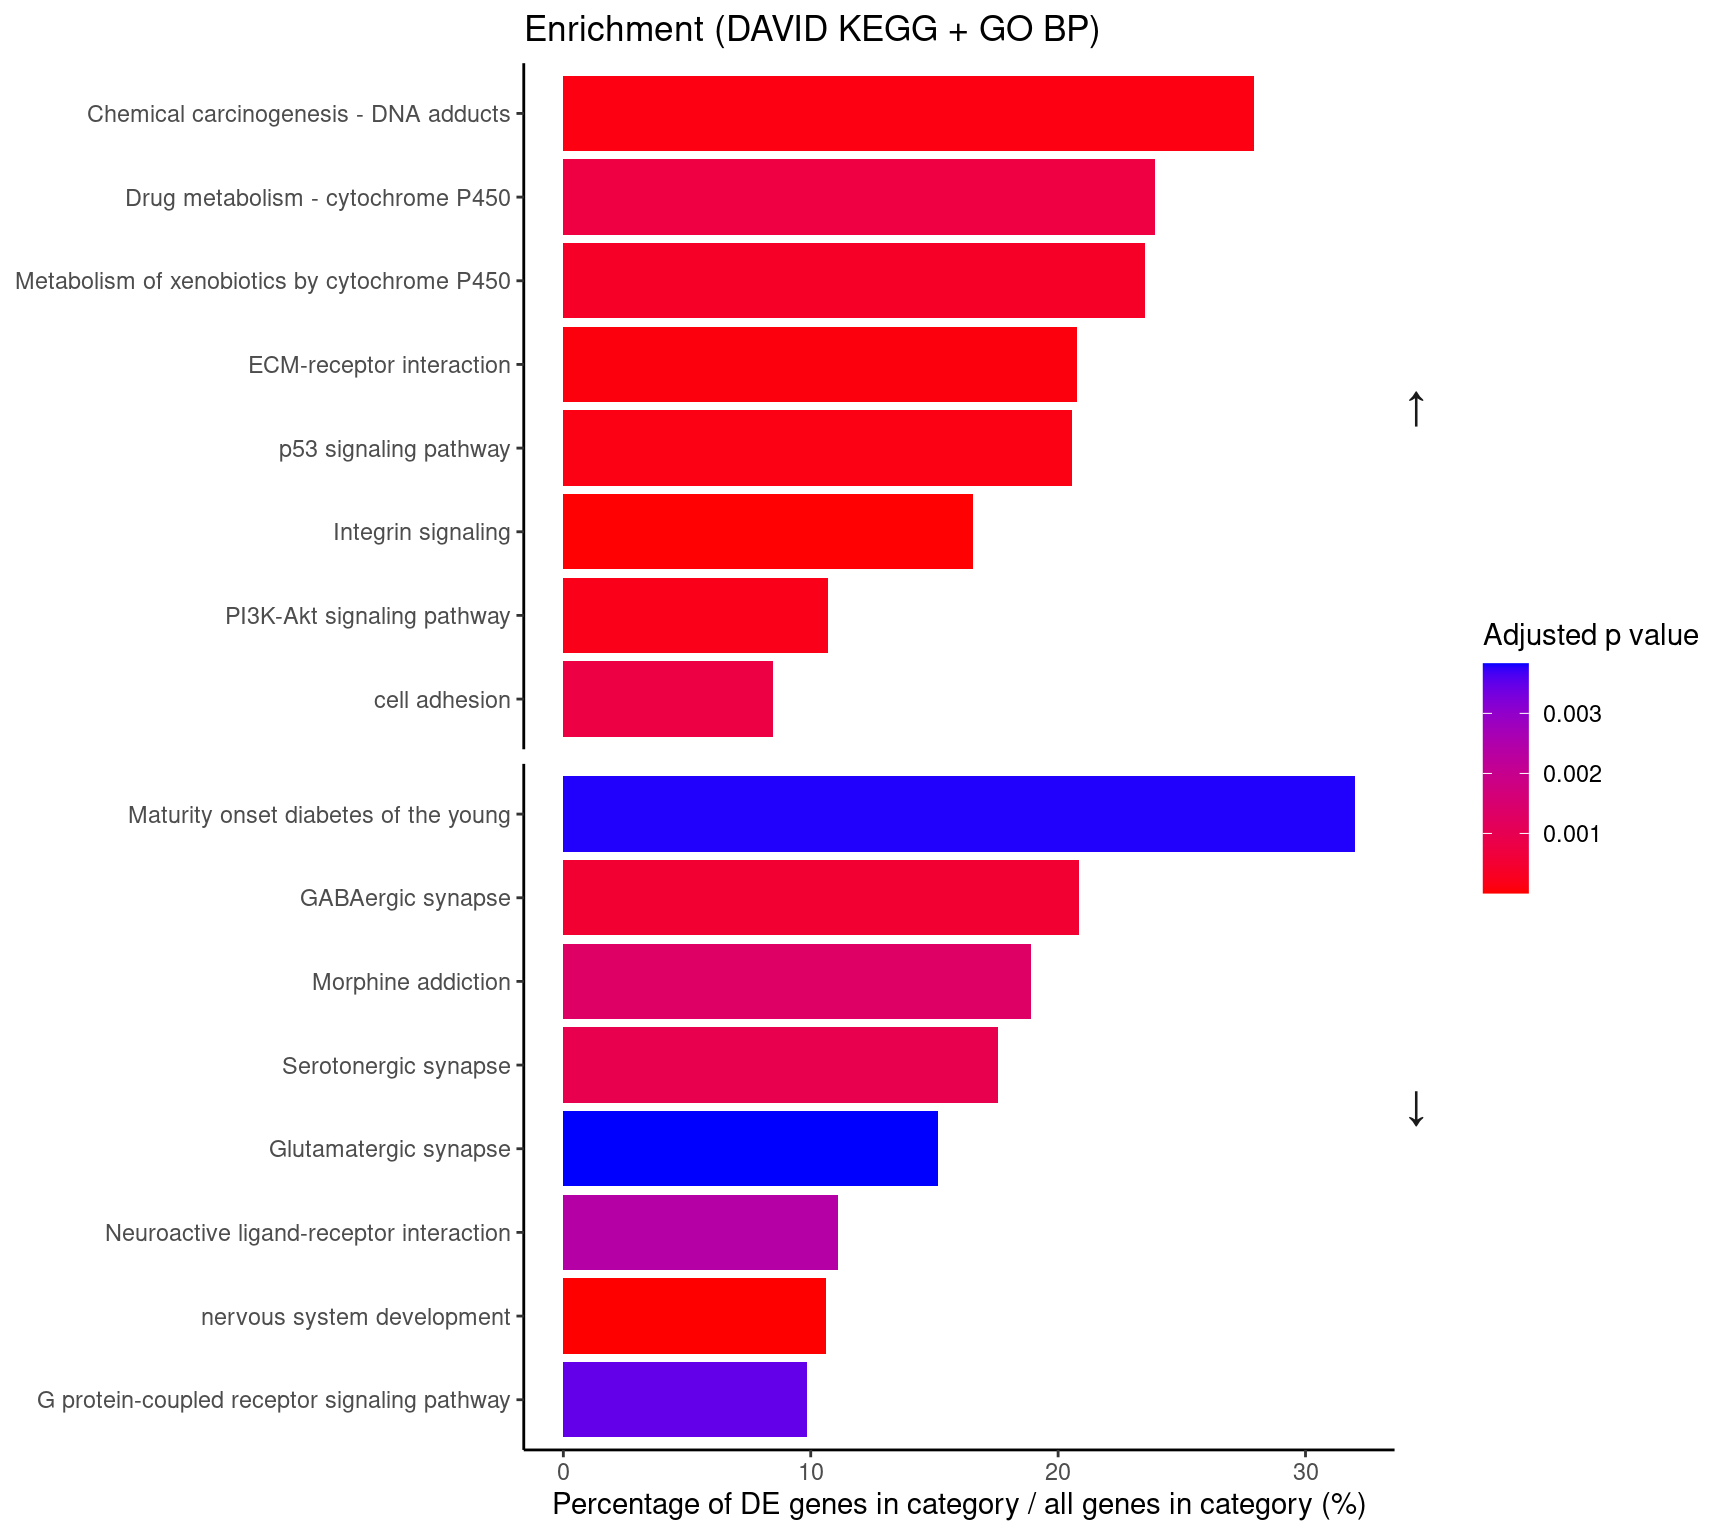 Enrichment (DAVID KEGG + GO BP)
Chemical carcinogenesis - DNA adducts
Drug metabolism - cytochrome P450
Metabolism of xenobiotics by cytochrome P450
ECM-receptor interaction
p53 signaling pathway
Integrin signaling
PI3K-Akt signaling pathway
cell adhesion
↑
Maturity onset diabetes of the young
GABAergic synapse
Morphine addiction
Serotonergic synapse
Glutamatergic synapse
Neuroactive ligand-receptor interaction
nervous system development
G protein-coupled receptor signaling pathway
↓
0 10 20 30
Percentage of DE genes in category / all genes in category (%)
Adjusted p value
0.003
0.002
0.001